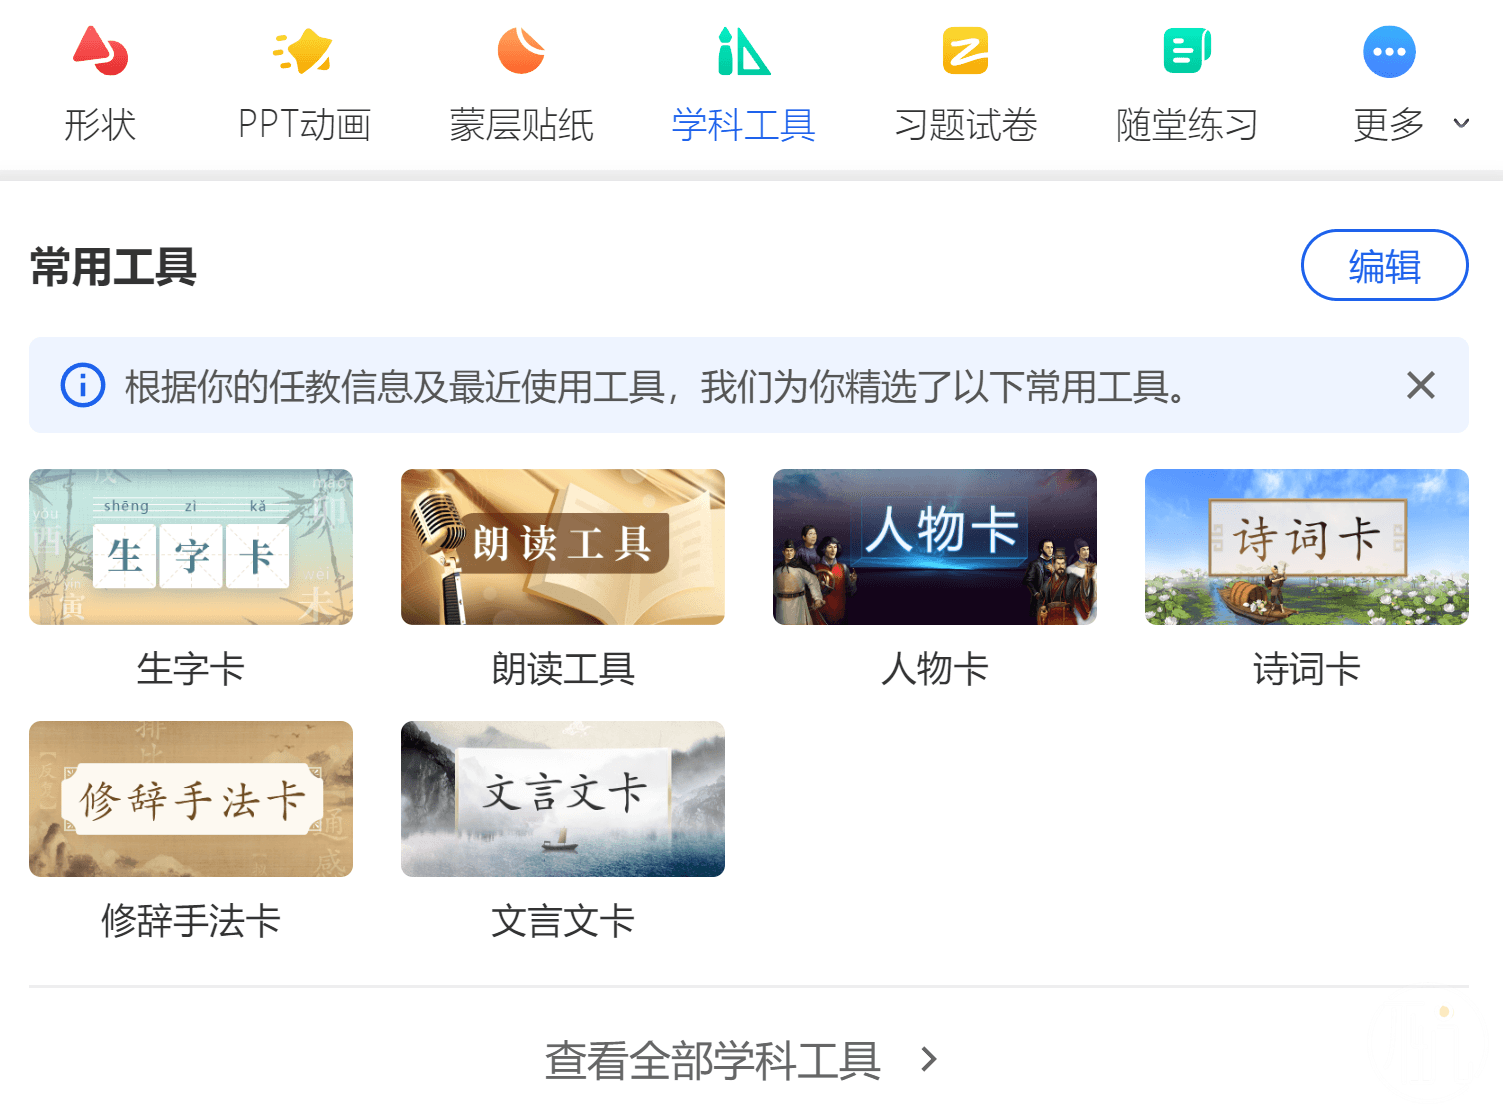 形状 PPT动画 蒙层贴纸 学科工具 习题试卷 随堂练习 更多
常用工具 编辑
根据你的任教信息及最近使用工具，我们为你精选了以下常用工具。
shēng zì kǎ
生字卡 朗读工具 人物卡 诗词卡
生字卡 朗读工具 人物卡 诗词卡
修辞手法卡 文言文卡
修辞手法卡 文言文卡
查看全部学科工具